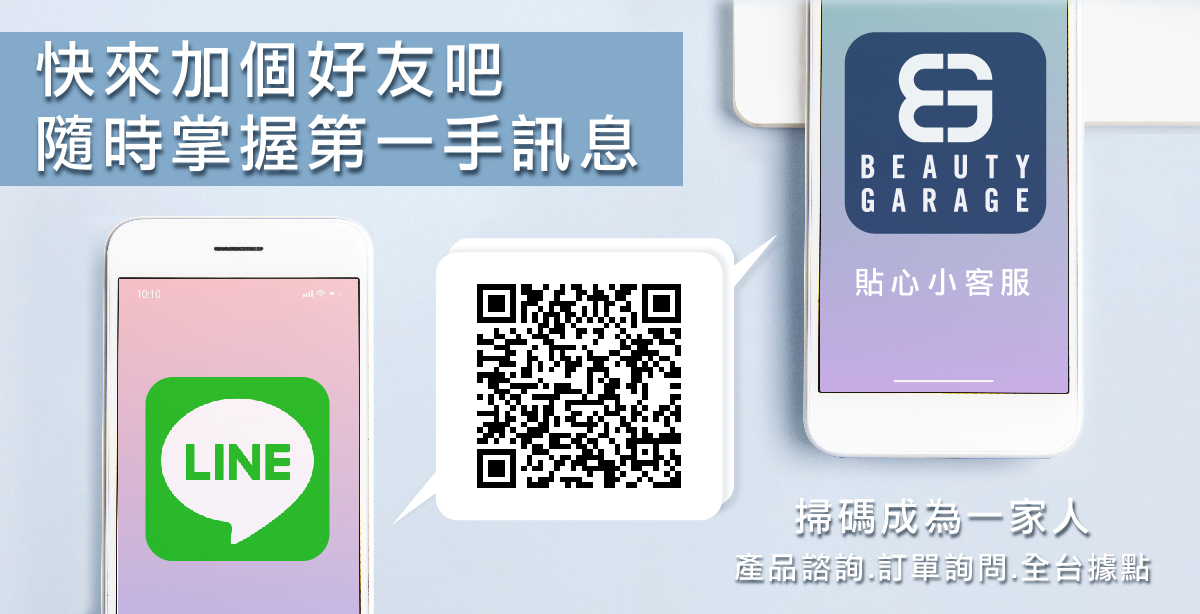 快來加個好友吧
隨時掌握第一手訊息
10:10
LINE
BEAUTY
GARAGE
貼心小客服
掃碼成為一家人
產品諮詢.訂單詢問.全台據點